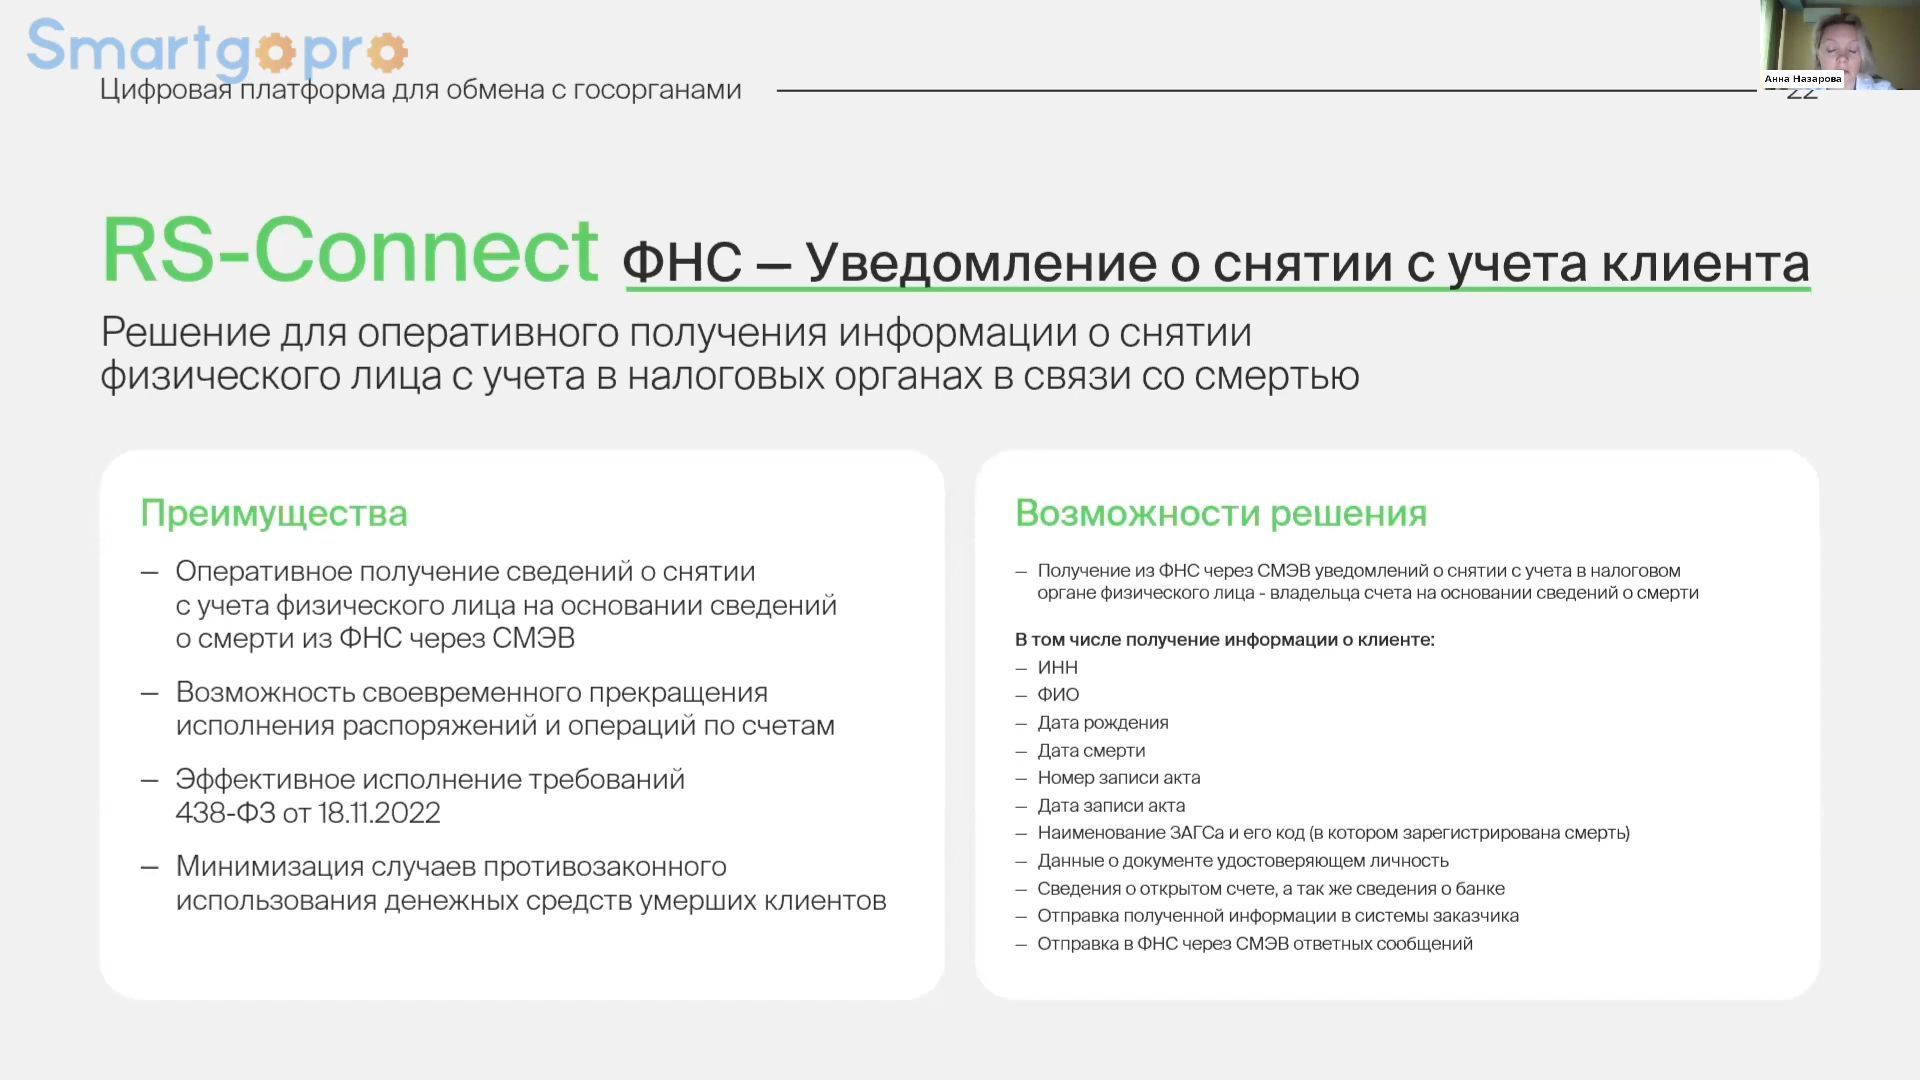 Smartgopro
Цифровая платформа для обмена с госорганами
22
Анна Назарова
RS-Connect ФНС — Уведомление о снятии с учета клиента
Решение для оперативного получения информации о снятии
физического лица с учета в налоговых органах в связи со смертью
Преимущества
— Оперативное получение сведений о снятии
с учета физического лица на основании сведений
о смерти из ФНС через СМЭВ
— Возможность своевременного прекращения
исполнения распоряжений и операций по счетам
— Эффективное исполнение требований
438-ФЗ от 18.11.2022
— Минимизация случаев противозаконного
использования денежных средств умерших клиентов
Возможности решения
— Получение из ФНС через СМЭВ уведомлений о снятии с учета в налоговом
органе физического лица - владельца счета на основании сведений о смерти
В том числе получение информации о клиенте:
— ИНН
— ФИО
— Дата рождения
— Дата смерти
— Номер записи акта
— Дата записи акта
— Наименование ЗАГСа и его код (в котором зарегистрирована смерть)
— Данные о документе удостоверяющем личность
— Сведения о открытом счете, а так же сведения о банке
— Отправка полученной информации в системы заказчика
— Отправка в ФНС через СМЭВ ответных сообщений